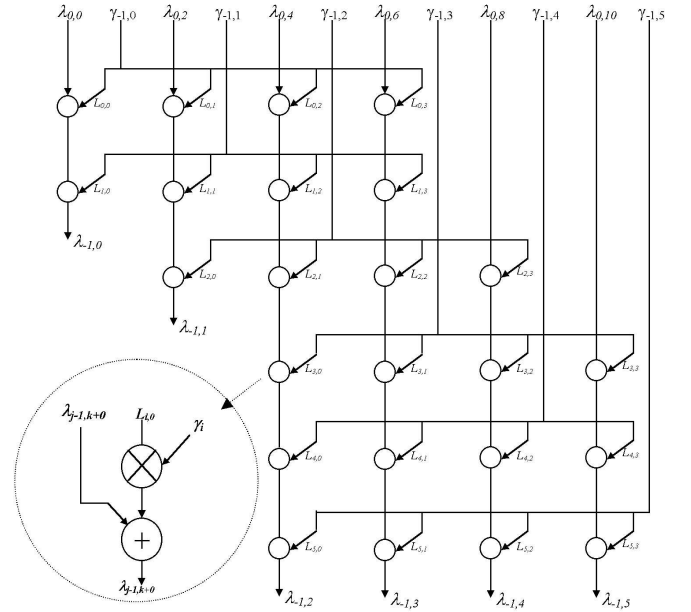 λ0,0 γ-1,0 λ0,2 γ-1,1 λ0,4 γ-1,2 λ0,6 γ-1,3 λ0,8 γ-1,4 λ0,10 γ-1,5
L0,0 L0,1 L0,2 L0,3
L1,0 L1,1 L1,2 L1,3
λ-1,0
L2,0 L2,1 L2,2 L2,3
λ-1,1
L3,0 L3,1 L3,2 L3,3
λj-1,k+0 Li,0 γi
L4,0 L4,1 L4,2 L4,3
+
L5,0 L5,1 L5,2 L5,3
λj-1,k+0
λ-1,2 λ-1,3 λ-1,4 λ-1,5